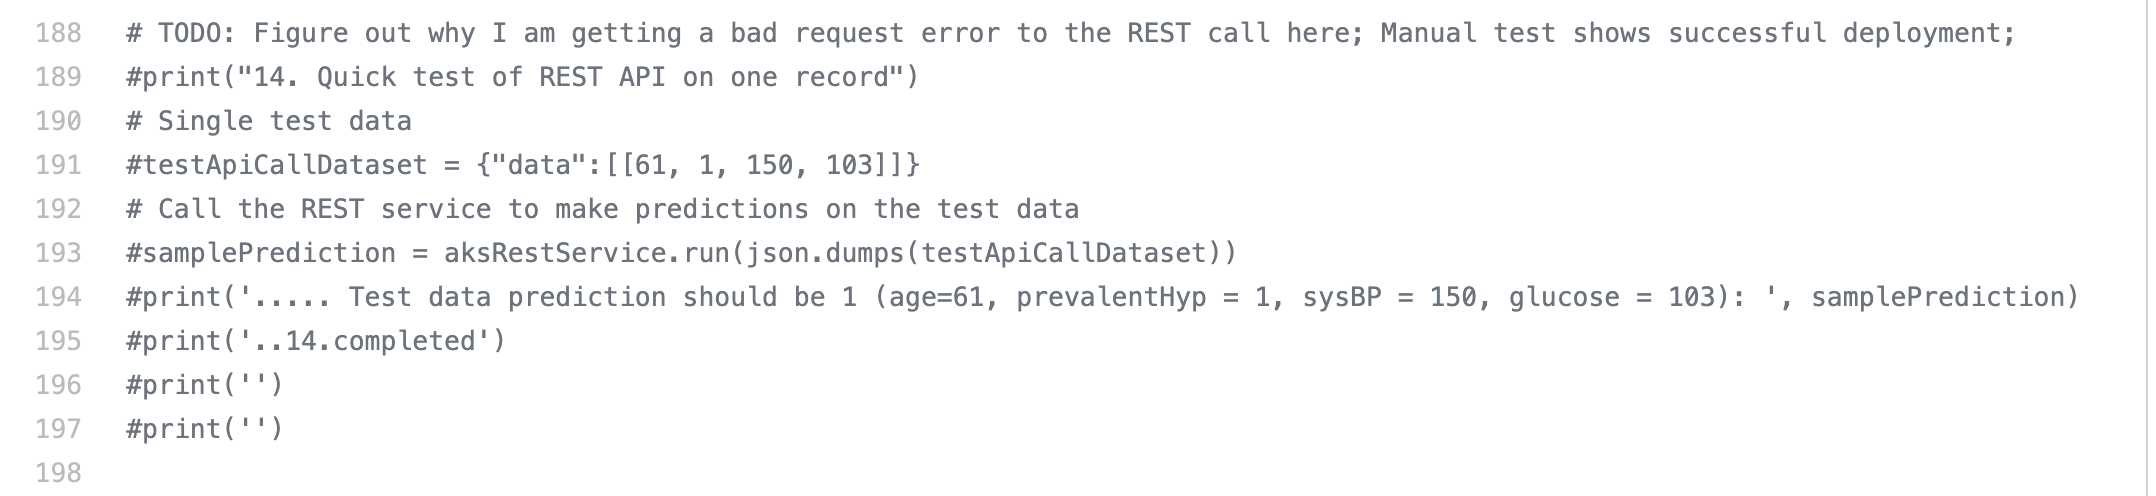 188 # TODO: Figure out why I am getting a bad request error to the REST call here; Manual test shows successful deployment;
189 #print("14. Quick test of REST API on one record")
190 # Single test data
191 #testApiCallDataset = {"data":[[61, 1, 150, 103]]}
192 # Call the REST service to make predictions on the test data
193 #samplePrediction = aksRestService.run(json.dumps(testApiCallDataset))
194 #print('..... Test data prediction should be 1 (age=61, prevalentHyp = 1, sysBP = 150, glucose = 103): ', samplePrediction)
195 #print('..14.completed')
196 #print('')
197 #print('')
198